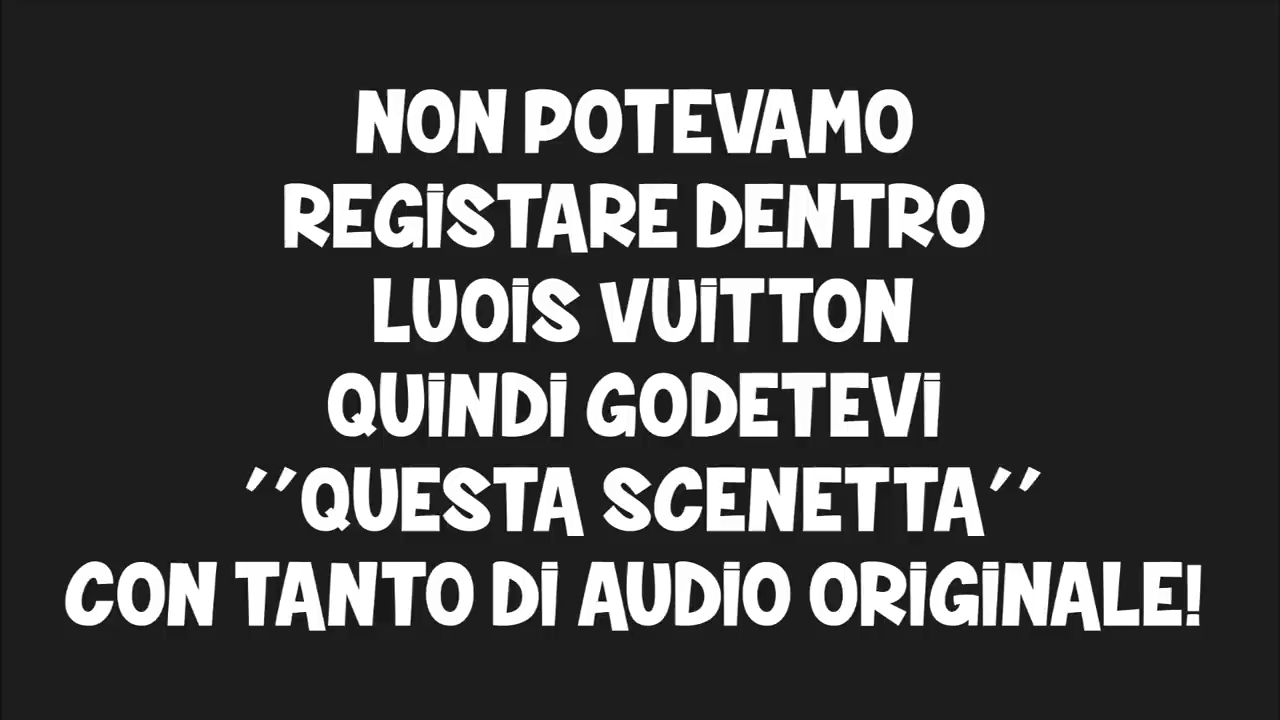 NON POTEVAMO
REGISTARE DENTRO
LUOIS VUITTON
QUINDI GODETEVI
''QUESTA SCENETTA''
CON TANTO DI AUDIO ORIGINALE!